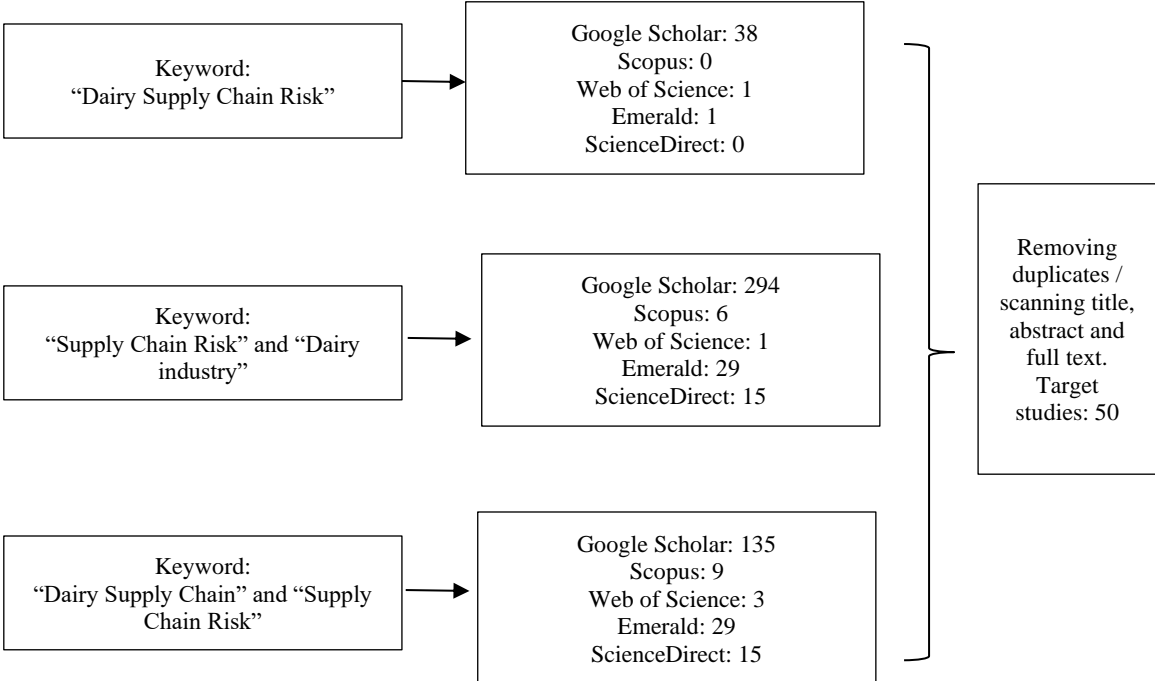 Keyword:
“Dairy Supply Chain Risk”
Google Scholar: 38
Scopus: 0
Web of Science: 1
Emerald: 1
ScienceDirect: 0
Keyword:
“Supply Chain Risk” and “Dairy
industry”
Google Scholar: 294
Scopus: 6
Web of Science: 1
Emerald: 29
ScienceDirect: 15
Keyword:
“Dairy Supply Chain” and “Supply
Chain Risk”
Google Scholar: 135
Scopus: 9
Web of Science: 3
Emerald: 29
ScienceDirect: 15
Removing
duplicates /
scanning title,
abstract and
full text.
Target
studies: 50